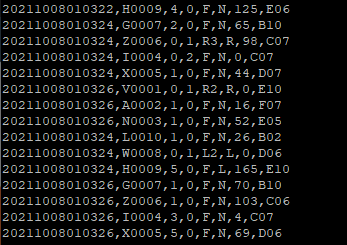 20211008010322,H0009,4,0,F,N,125,E06
20211008010324,G0007,2,0,F,N,65,B10
20211008010324,Z0006,0,1,R3,R,98,C07
20211008010324,I0004,0,2,F,N,0,C07
20211008010324,X0005,1,0,F,N,44,D07
20211008010326,V0001,0,1,R2,R,0,E10
20211008010326,A0002,1,0,F,N,16,F07
20211008010324,N0003,1,0,F,N,52,E05
20211008010324,L0010,1,0,F,N,26,B02
20211008010324,W0008,0,1,L2,L,0,D06
20211008010324,H0009,5,0,F,L,165,E10
20211008010326,G0007,1,0,F,N,70,B10
20211008010326,Z0006,1,0,F,N,103,C06
20211008010326,I0004,3,0,F,N,4,C07
20211008010326,X0005,5,0,F,N,69,D06